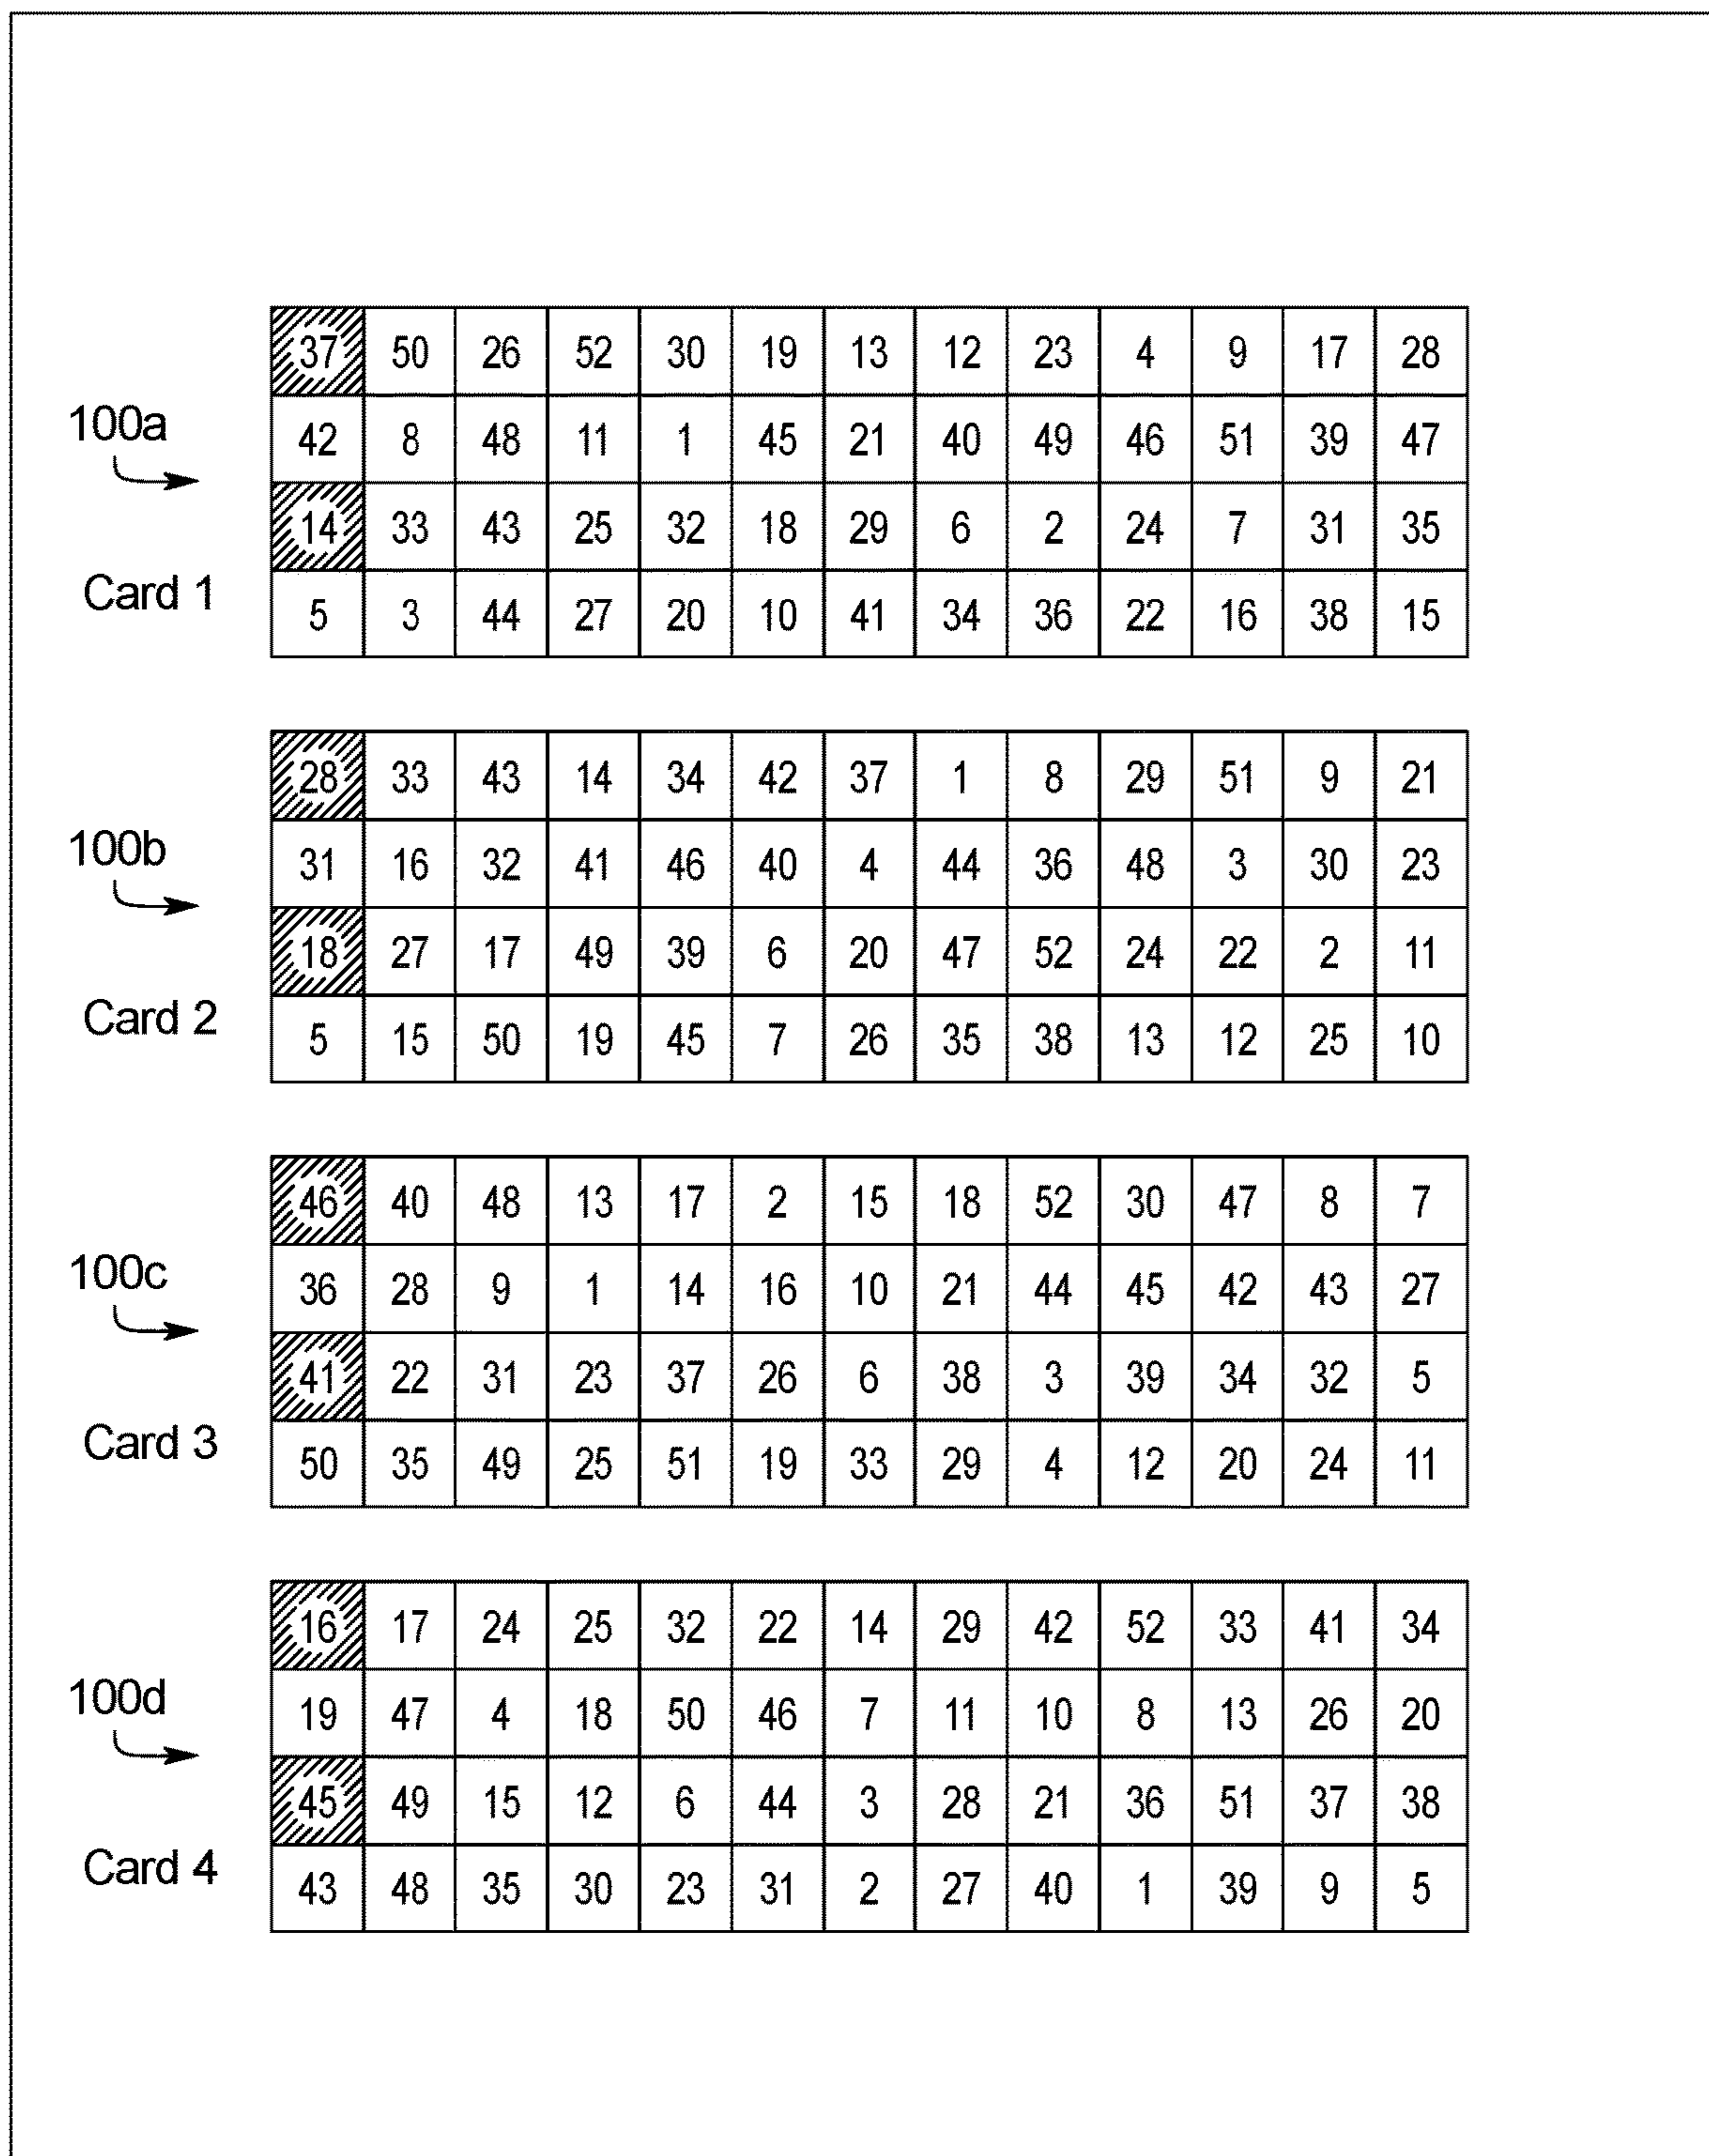 37 50 26 52 30 19 13 12 23 4 9 17 28
100a
42 8 48 11 1 45 21 40 49 46 51 39 47
14 33 43 25 32 18 29 6 2 24 7 31 35
Card 1
5 3 44 27 20 10 41 34 36 22 16 38 15
28 33 43 14 34 42 37 1 8 29 51 9 21
100b
31 16 32 41 46 40 4 44 36 48 3 30 23
18 27 17 49 39 6 20 47 52 24 22 2 11
Card 2
5 15 50 19 45 7 26 35 38 13 12 25 10
46 40 48 13 17 2 15 18 52 30 47 8 7
100c
36 28 9 1 14 16 10 21 44 45 42 43 27
41 22 31 23 37 26 6 38 3 39 34 32 5
Card 3
50 35 49 25 51 19 33 29 4 12 20 24 11
16 17 24 25 32 22 14 29 42 52 33 41 34
100d
19 47 4 18 50 46 7 11 10 8 13 26 20
45 49 15 12 6 44 3 28 21 36 51 37 38
Card 4
43 48 35 30 23 31 2 27 40 1 39 9 5